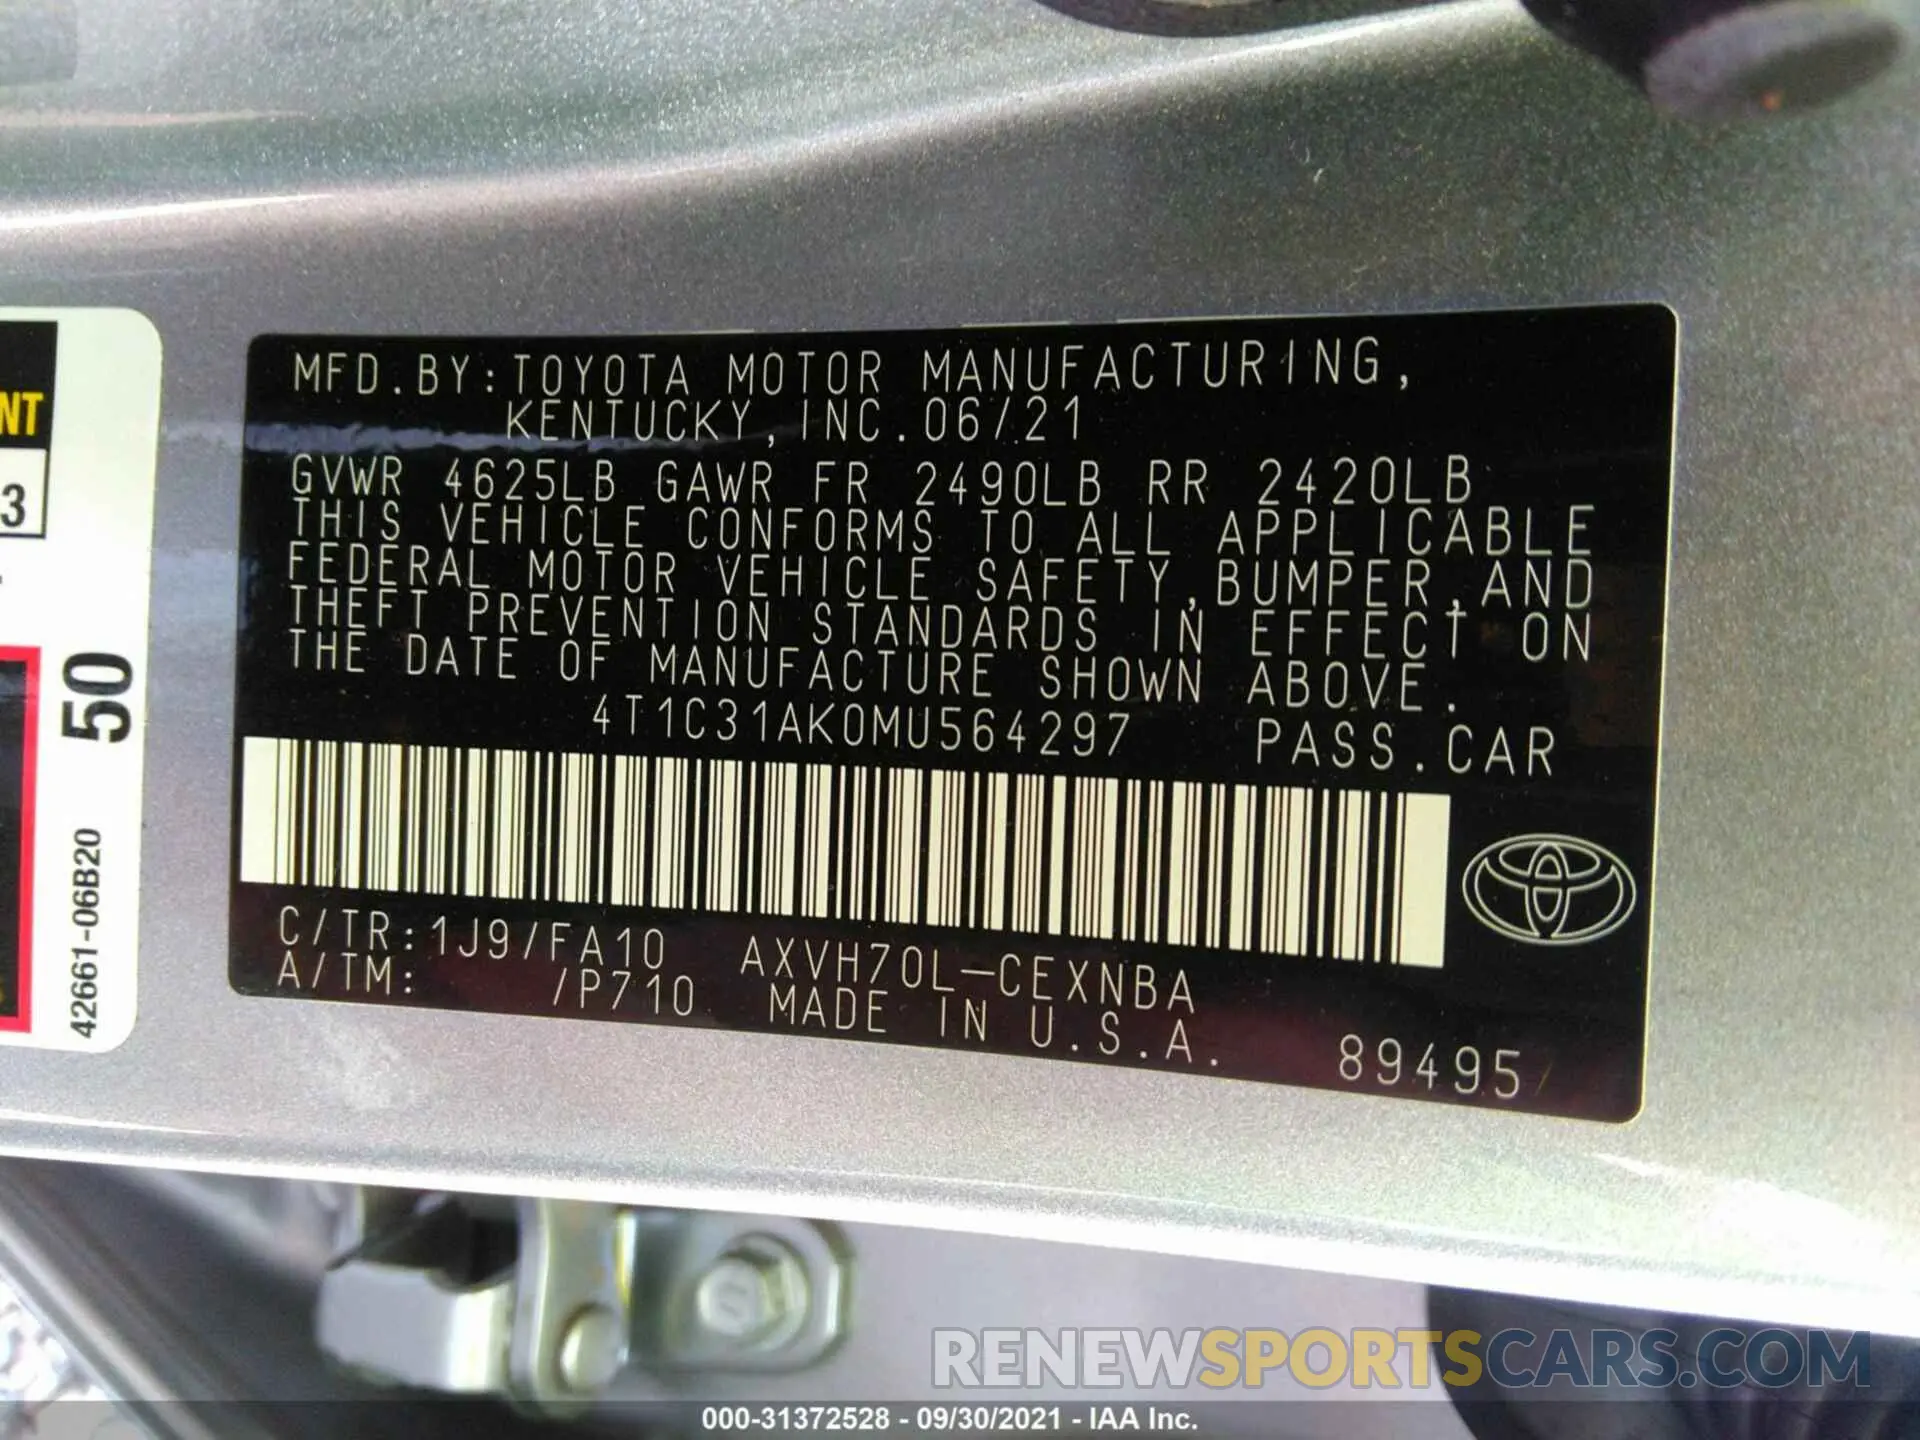 MFD.BY:TOYOTA MOTOR MANUFACTURING,
KENTUCKY,INC.06/21
GVWR 4625LB GAWR FR 2490LB RR 2420LB
THIS VEHICLE CONFORMS TO ALL APPLICABLE
FEDERAL MOTOR VEHICLE SAFETY,BUMPER,AND
THEFT PREVENTION STANDARDS IN EFFECT ON
THE DATE OF MANUFACTURE SHOWN ABOVE.
4T1C31AK0MU564297 PASS.CAR
C/TR:1J9/FA10 AXVH70L-CEXNBA
A/TM: /P710 MADE IN U.S.A.
89495
NT
3
50
42661-06B20
RENEWSPORTSCARS.COM
000-31372528 - 09/30/2021 - IAA Inc.